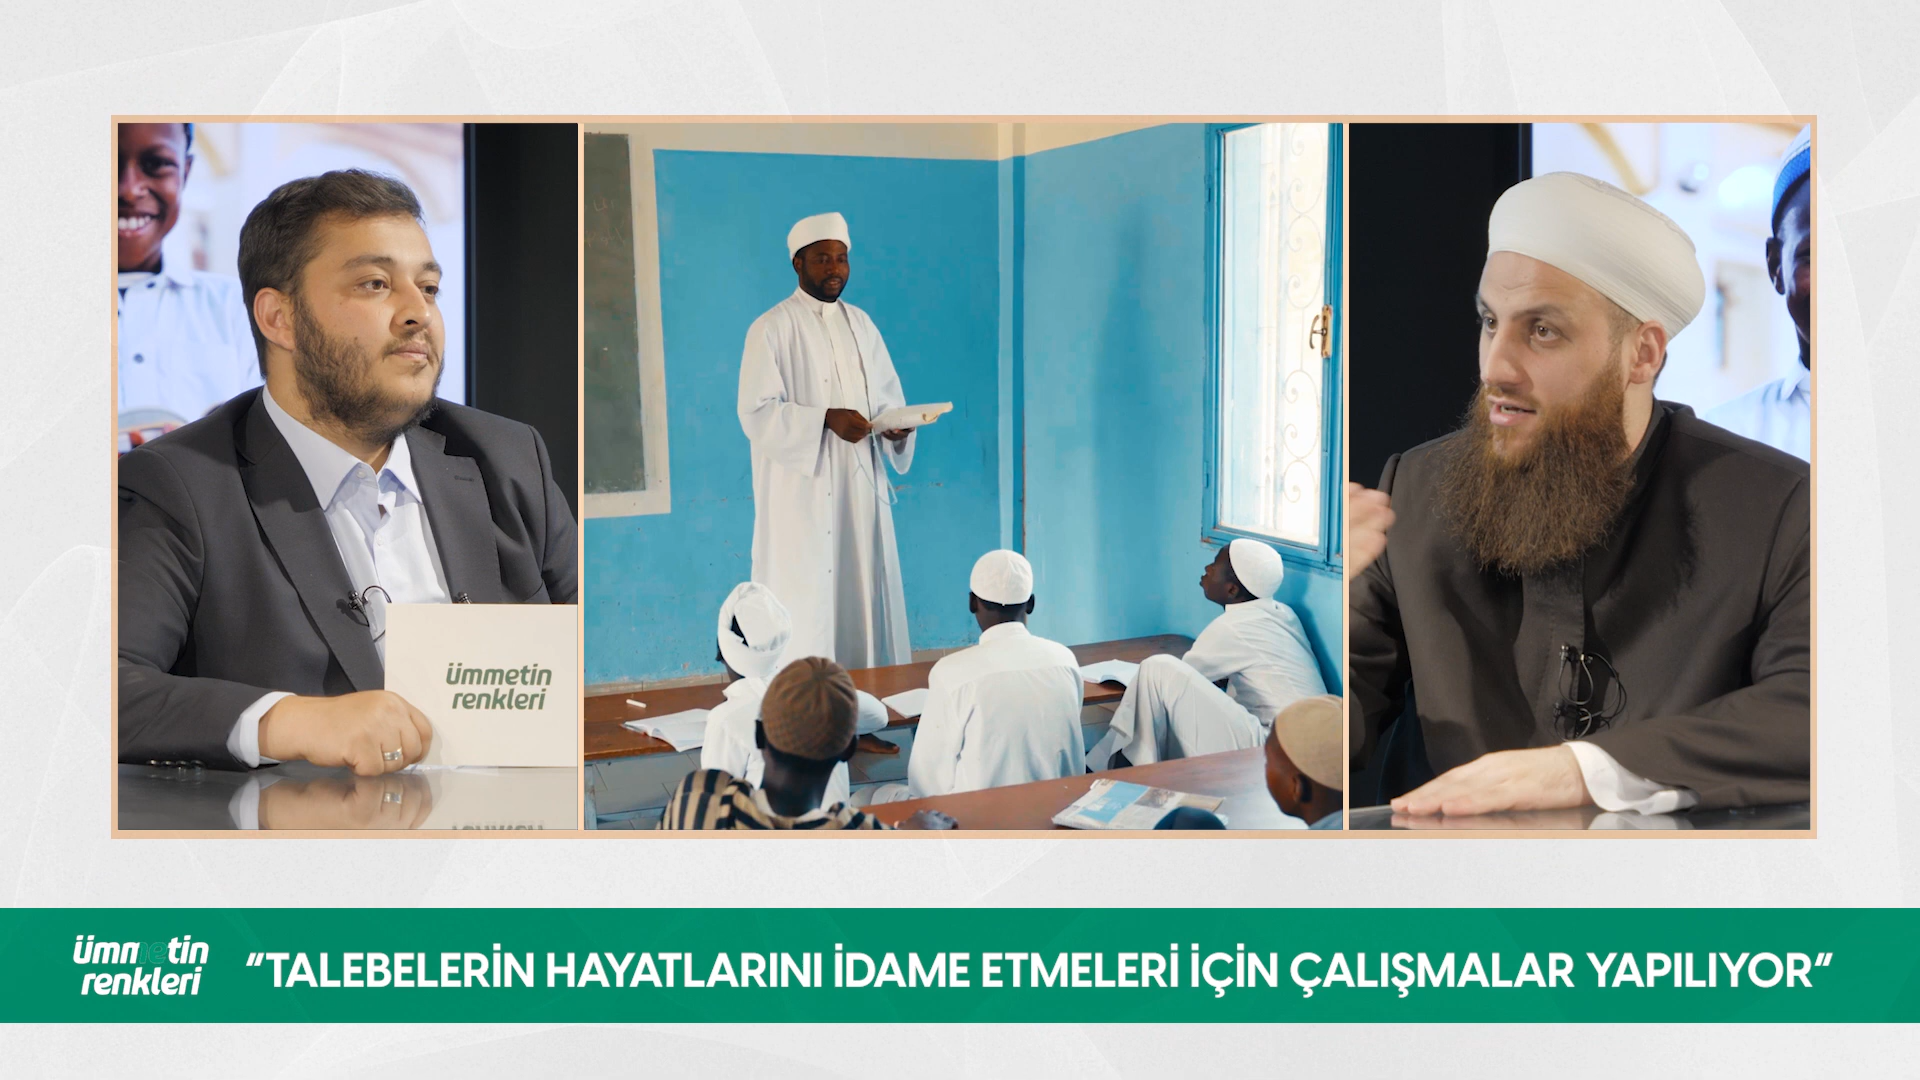 ümmetin
renkleri
ümmetin
renkleri
"TALEBELERİN HAYATLARINI İDAME ETMELERİ İÇİN ÇALIŞMALAR YAPILIYOR"